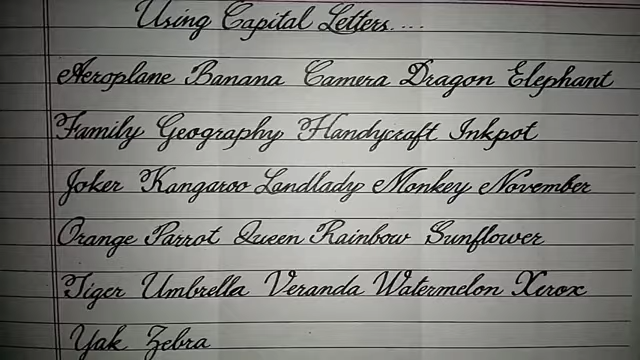 Using Capital Letters....
Aeroplane Banana Camera Dragon Elephant
Family Geography Handycraft Inkpot
Joker Kangaroo Landlady Monkey November
Orange Parrot Queen Rainbow Sunflower
Tiger Umbrella Veranda Watermelon Xerox
Yak Zebra